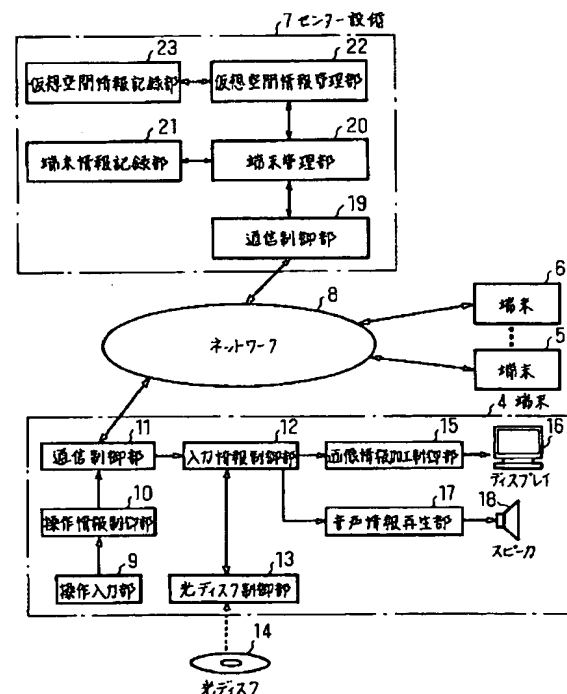 7 センター設備
23
22
仮想空間情報記録部
仮想空間情報管理部
21
20
端末情報記録部
端末管理部
19
通信制御部
8
ネットワーク
6
端末
5
端末
4 端末
11
12
15
16
通信制御部
入力情報制御部
画像情報加工制御部
ディスプレイ
10
17
18
操作情報制御部
音声情報再生部
スピーカ
9
13
操作入力部
光ディスク制御部
14
光ディスク